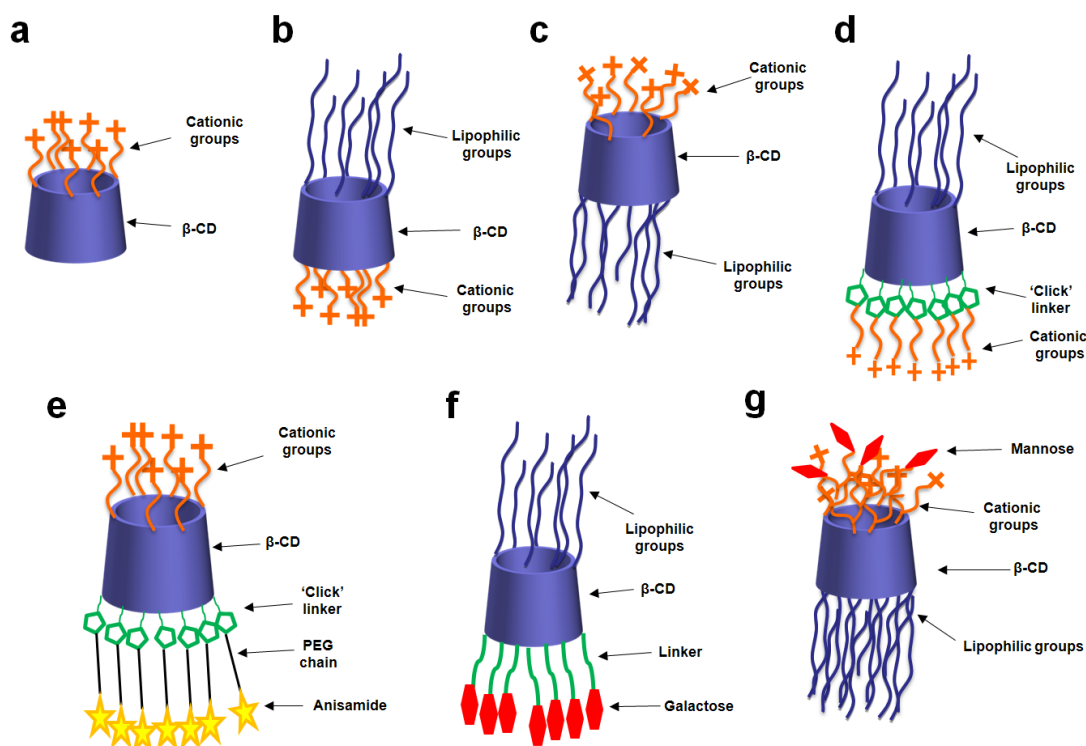 a
Cationic
groups
β-CD
b
Lipophilic
groups
β-CD
Cationic
groups
c
Cationic
groups
β-CD
Lipophilic
groups
d
Lipophilic
groups
β-CD
‘Click’
linker
Cationic
groups
e
Cationic
groups
β-CD
‘Click’
linker
PEG
chain
Anisamide
f
Lipophilic
groups
β-CD
Linker
Galactose
g
Mannose
Cationic
groups
β-CD
Lipophilic groups